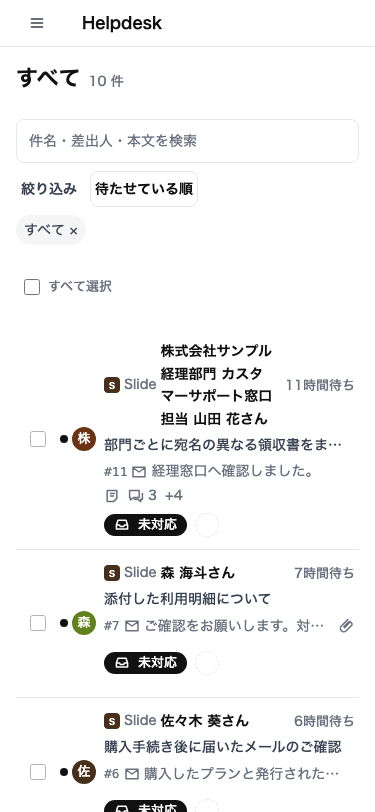 Helpdesk
すべて 10 件
件名・差出人・本文を検索
絞り込み 待たせている順
すべて ×
すべて選択
株式会社サンプル
経理部門 カスタ
S Slide マーサポート窓口 11時間待ち
担当 山田 花さん
株 部門ごとに宛名の異なる領収書をま…
#11 経理窓口へ確認しました。
3 +4
未対応
S Slide 森 海斗さん 7時間待ち
添付した利用明細について
森 #7 ご確認をお願いします。対…
未対応
S Slide 佐々木 葵さん 6時間待ち
購入手続き後に届いたメールのご確認
佐 #6 購入したプランと発行された…
未対応